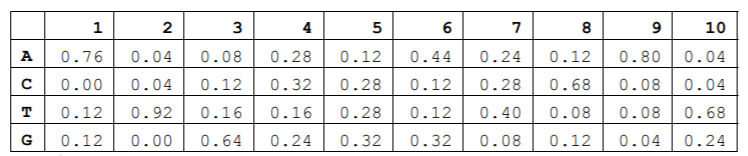 1 2 3 4 5 6 7 8 9 10
A 0.76 0.04 0.08 0.28 0.12 0.44 0.24 0.12 0.80 0.04
C 0.00 0.04 0.12 0.32 0.28 0.12 0.28 0.68 0.08 0.04
T 0.12 0.92 0.16 0.16 0.28 0.12 0.40 0.08 0.08 0.68
G 0.12 0.00 0.64 0.24 0.32 0.32 0.08 0.12 0.04 0.24